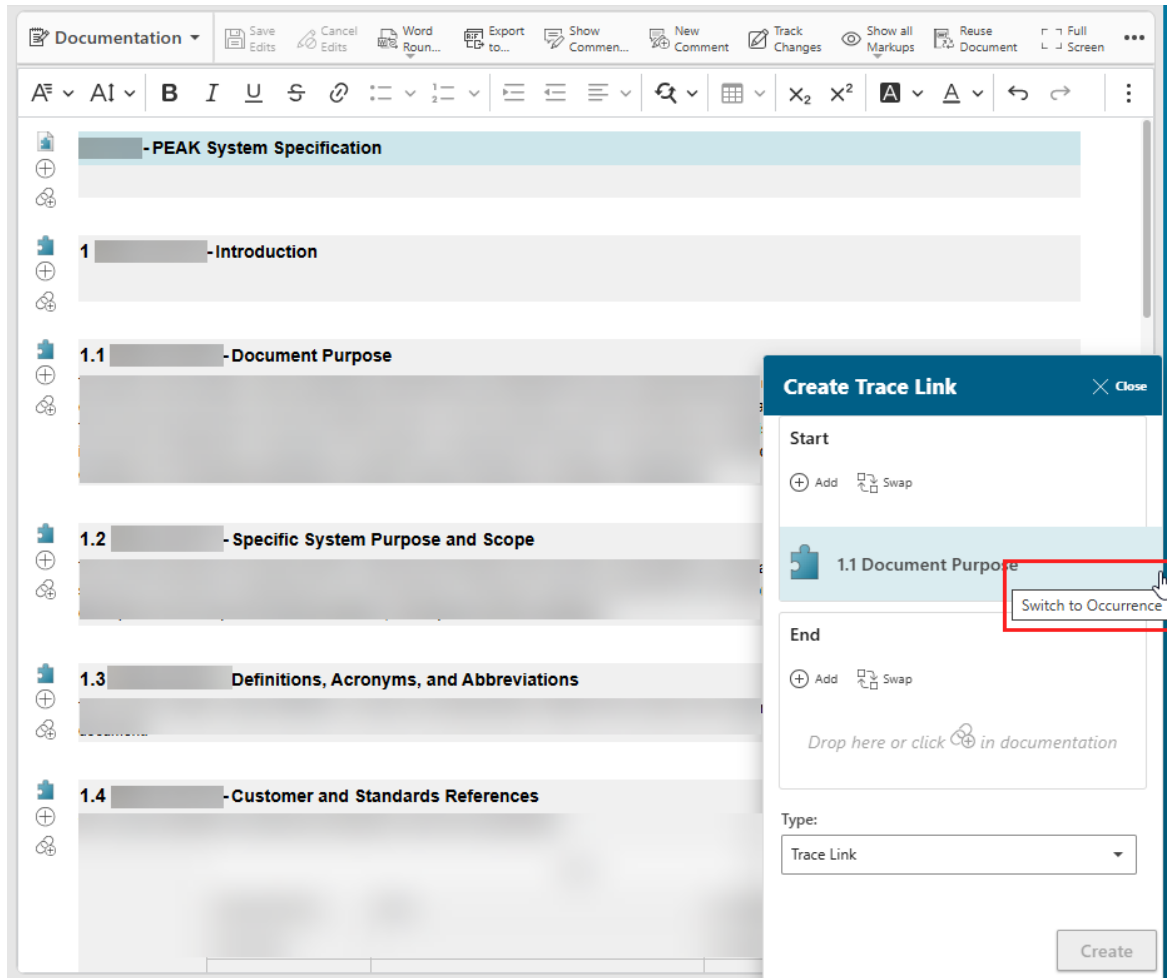 Documentation
Save Edits
Cancel Edits
Word Roun...
Export to...
Show Commen...
New Comment
Track Changes
Show all Markups
Reuse Document
Full Screen
- PEAK System Specification
1 - Introduction
1.1 - Document Purpose
1.2 - Specific System Purpose and Scope
1.3 Definitions, Acronyms, and Abbreviations
1.4 - Customer and Standards References
Create Trace Link
Close
Start
Add Swap
1.1 Document Purpose
Switch to Occurrence
End
Add Swap
Drop here or click in documentation
Type:
Trace Link
Create